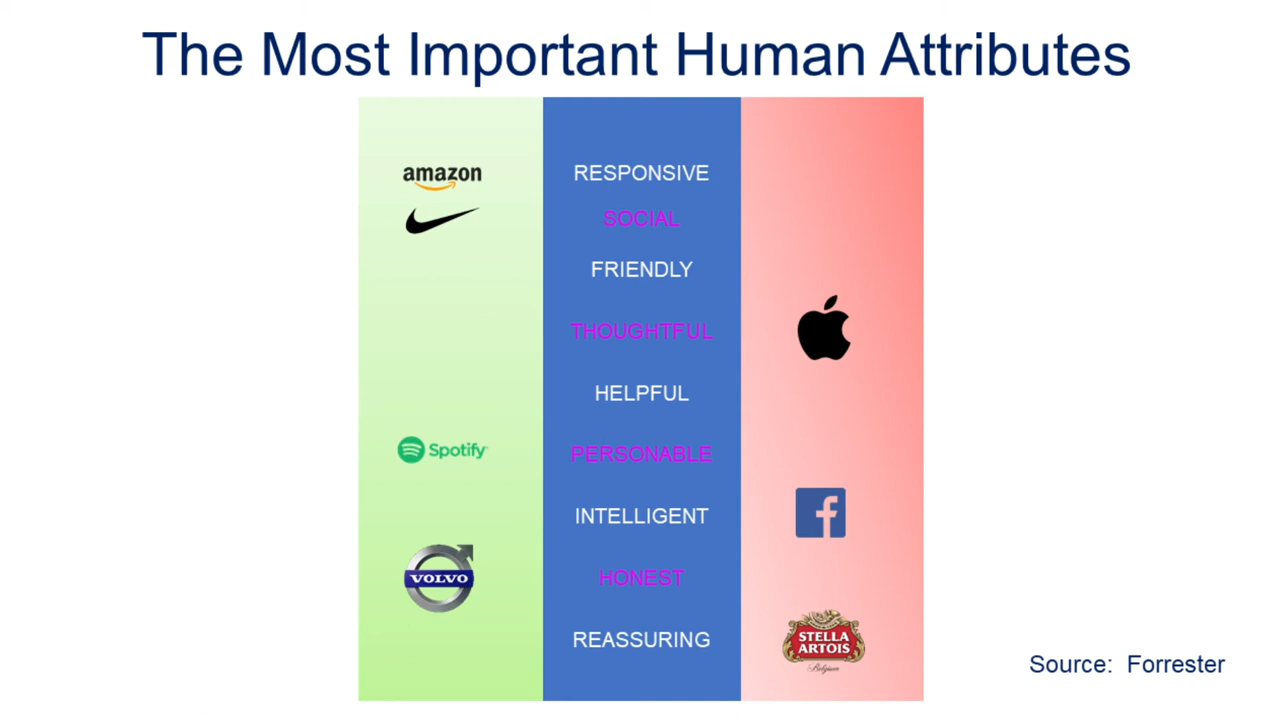 The Most Important Human Attributes
amazon
RESPONSIVE
SOCIAL
FRIENDLY
THOUGHTFUL
HELPFUL
Spotify
PERSONABLE
INTELLIGENT
f
VOLVO
HONEST
REASSURING
STELLA
ARTOIS
Belgium
Source: Forrester